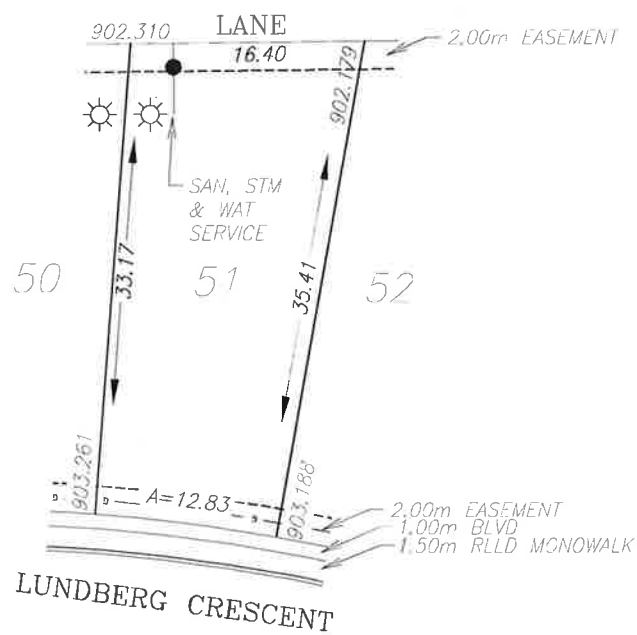 LANE
902.310
16.40
2.00m EASEMENT
902.179
SAN, STM
& WAT
SERVICE
33.17
35.41
50
51
52
903.261
A=12.83
903.188
2.00m EASEMENT
1.00m BLVD
1.50m RLLD MONOWALK
LUNDBERG CRESCENT